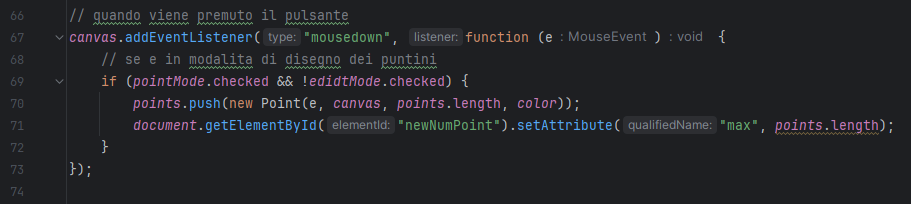 66 // quando viene premuto il pulsante
67 canvas.addEventListener( type: "mousedown", listener: function (e : MouseEvent ) : void {
68 // se e in modalita di disegno dei puntini
69 if (pointMode.checked && !edidtMode.checked) {
70 points.push(new Point(e, canvas, points.length, color));
71 document.getElementById( elementId: "newNumPoint").setAttribute( qualifiedName: "max", points.length);
72 }
73 });
74